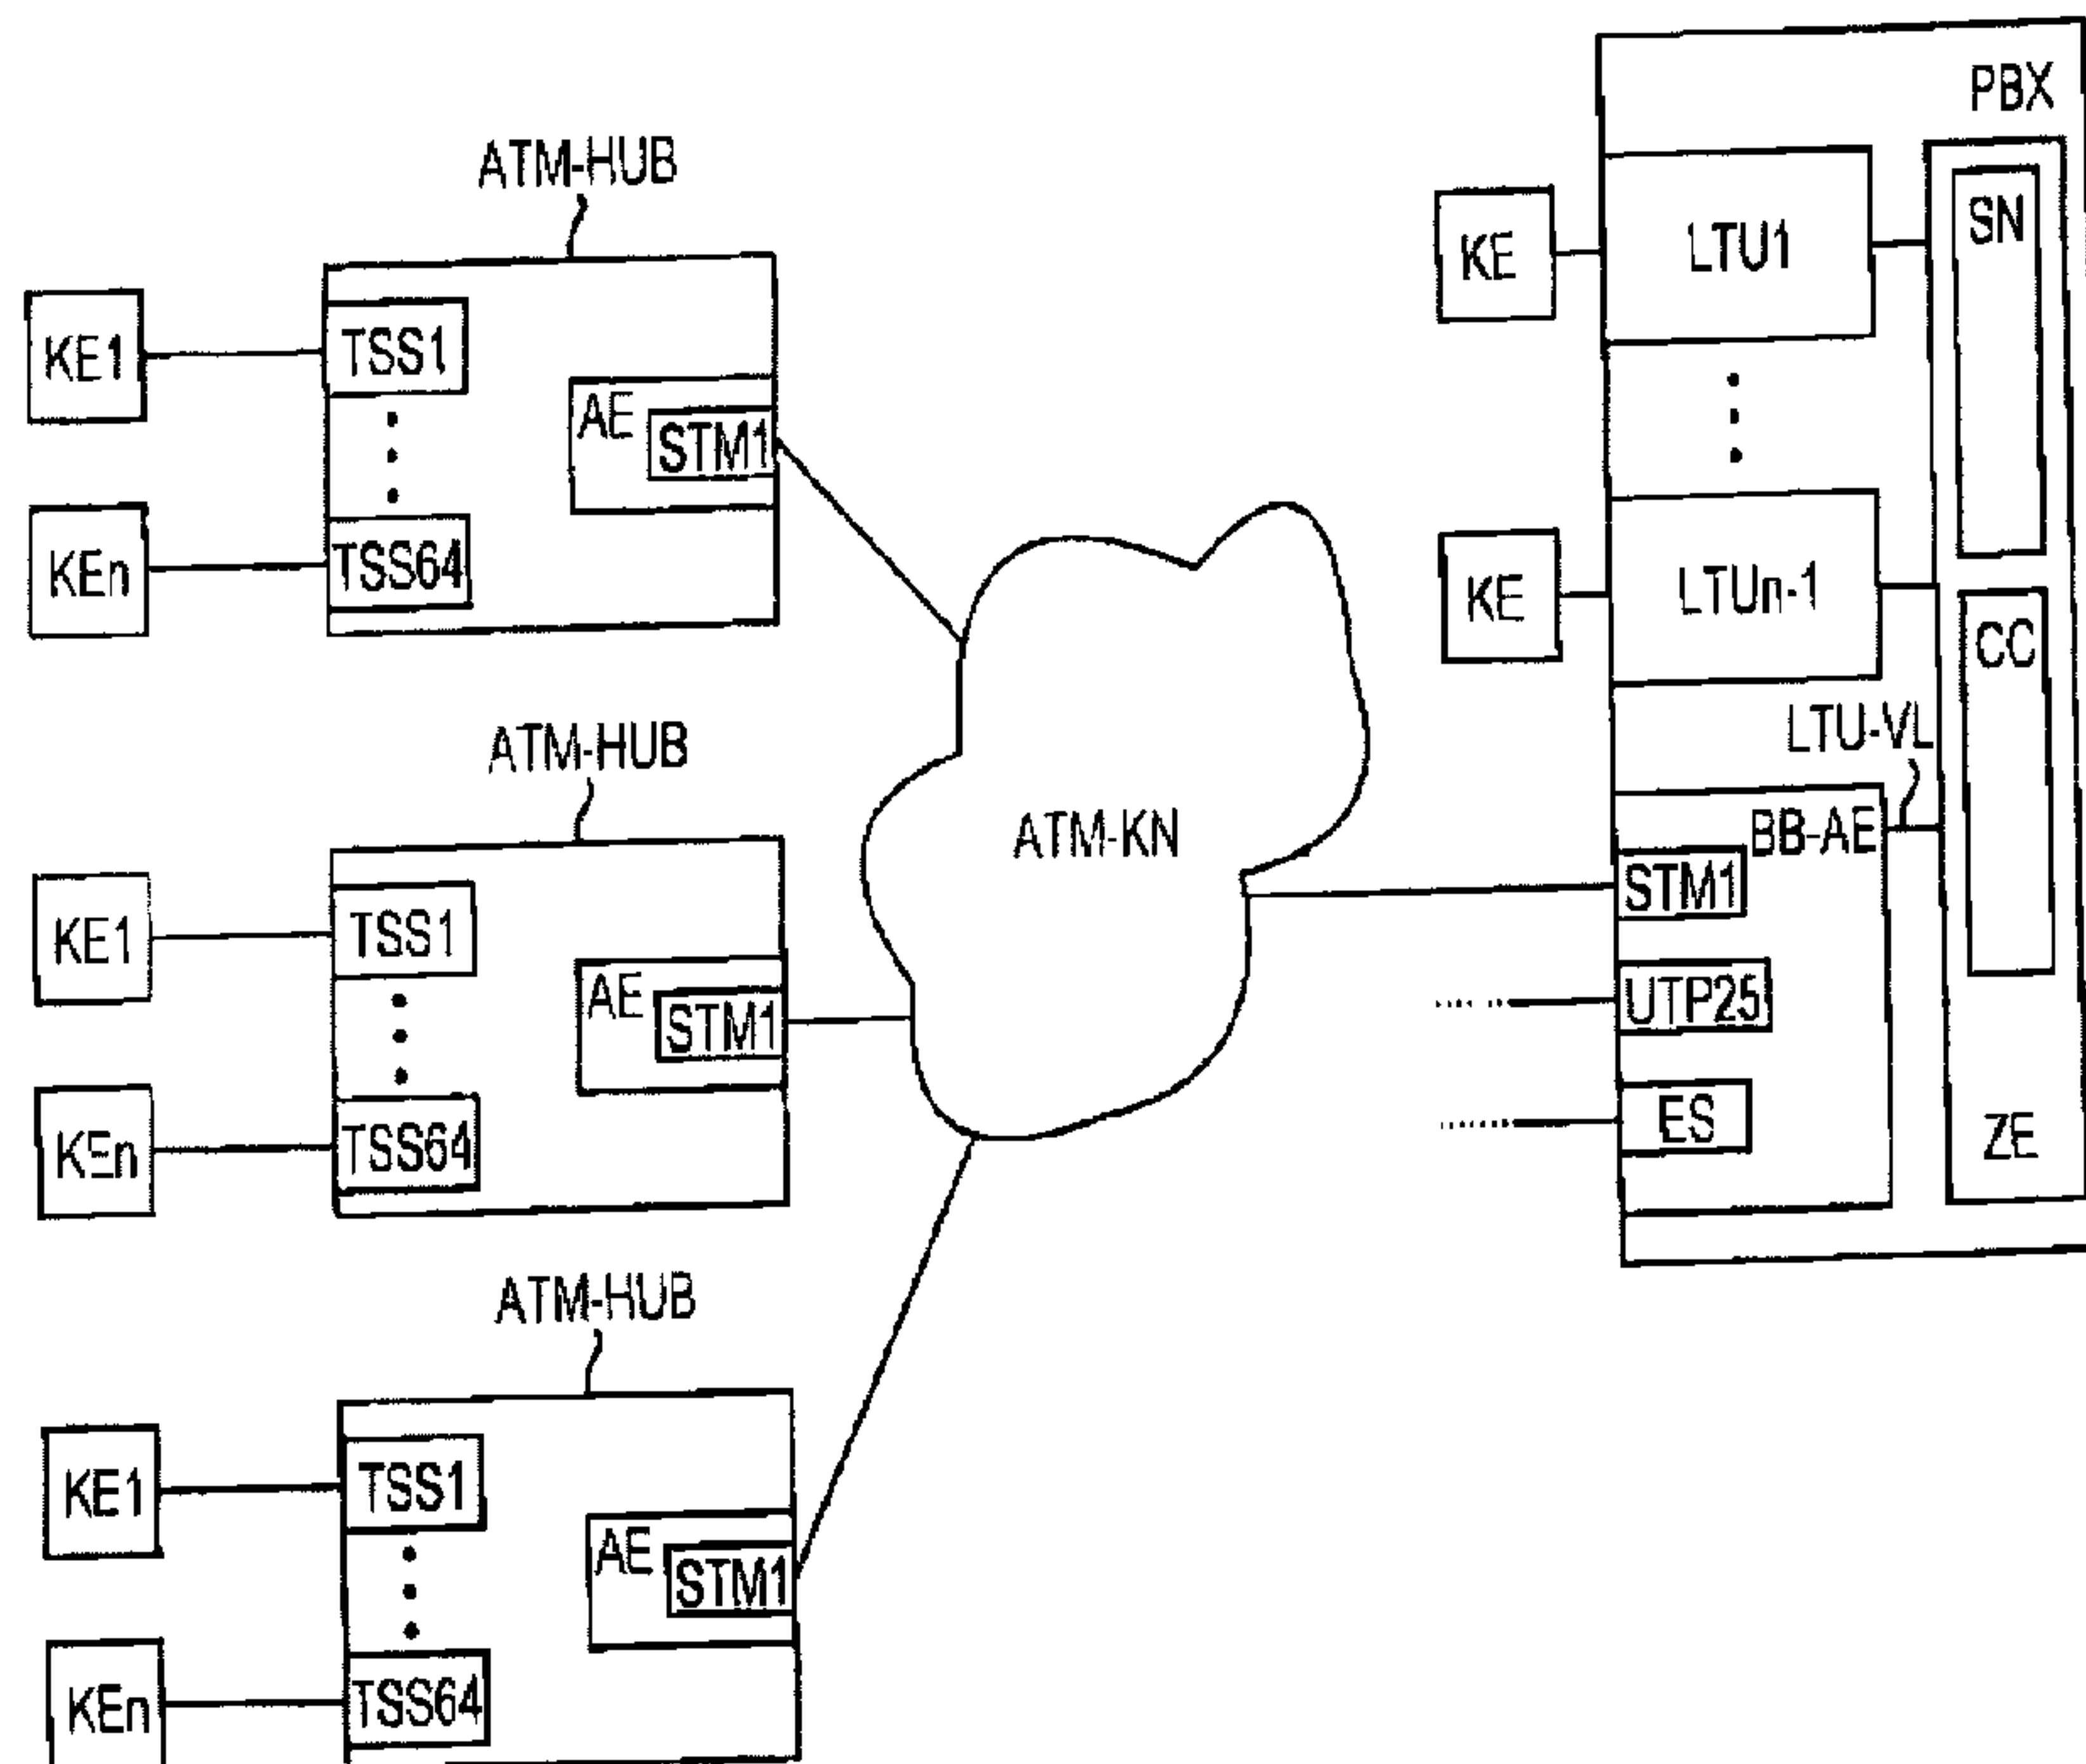 ATM-HUB
KE1
TSS1
AE
STM1
KEn
TSS64
ATM-HUB
KE1
TSS1
AE
STM1
KEn
TSS64
ATM-HUB
KE1
TSS1
AE
STM1
KEn
TSS64
ATM-KN
PBX
KE
LTU1
SN
KE
LTUn-1
CC
LTU-VL
BB-AE
STM1
UTP25
ES
ZE